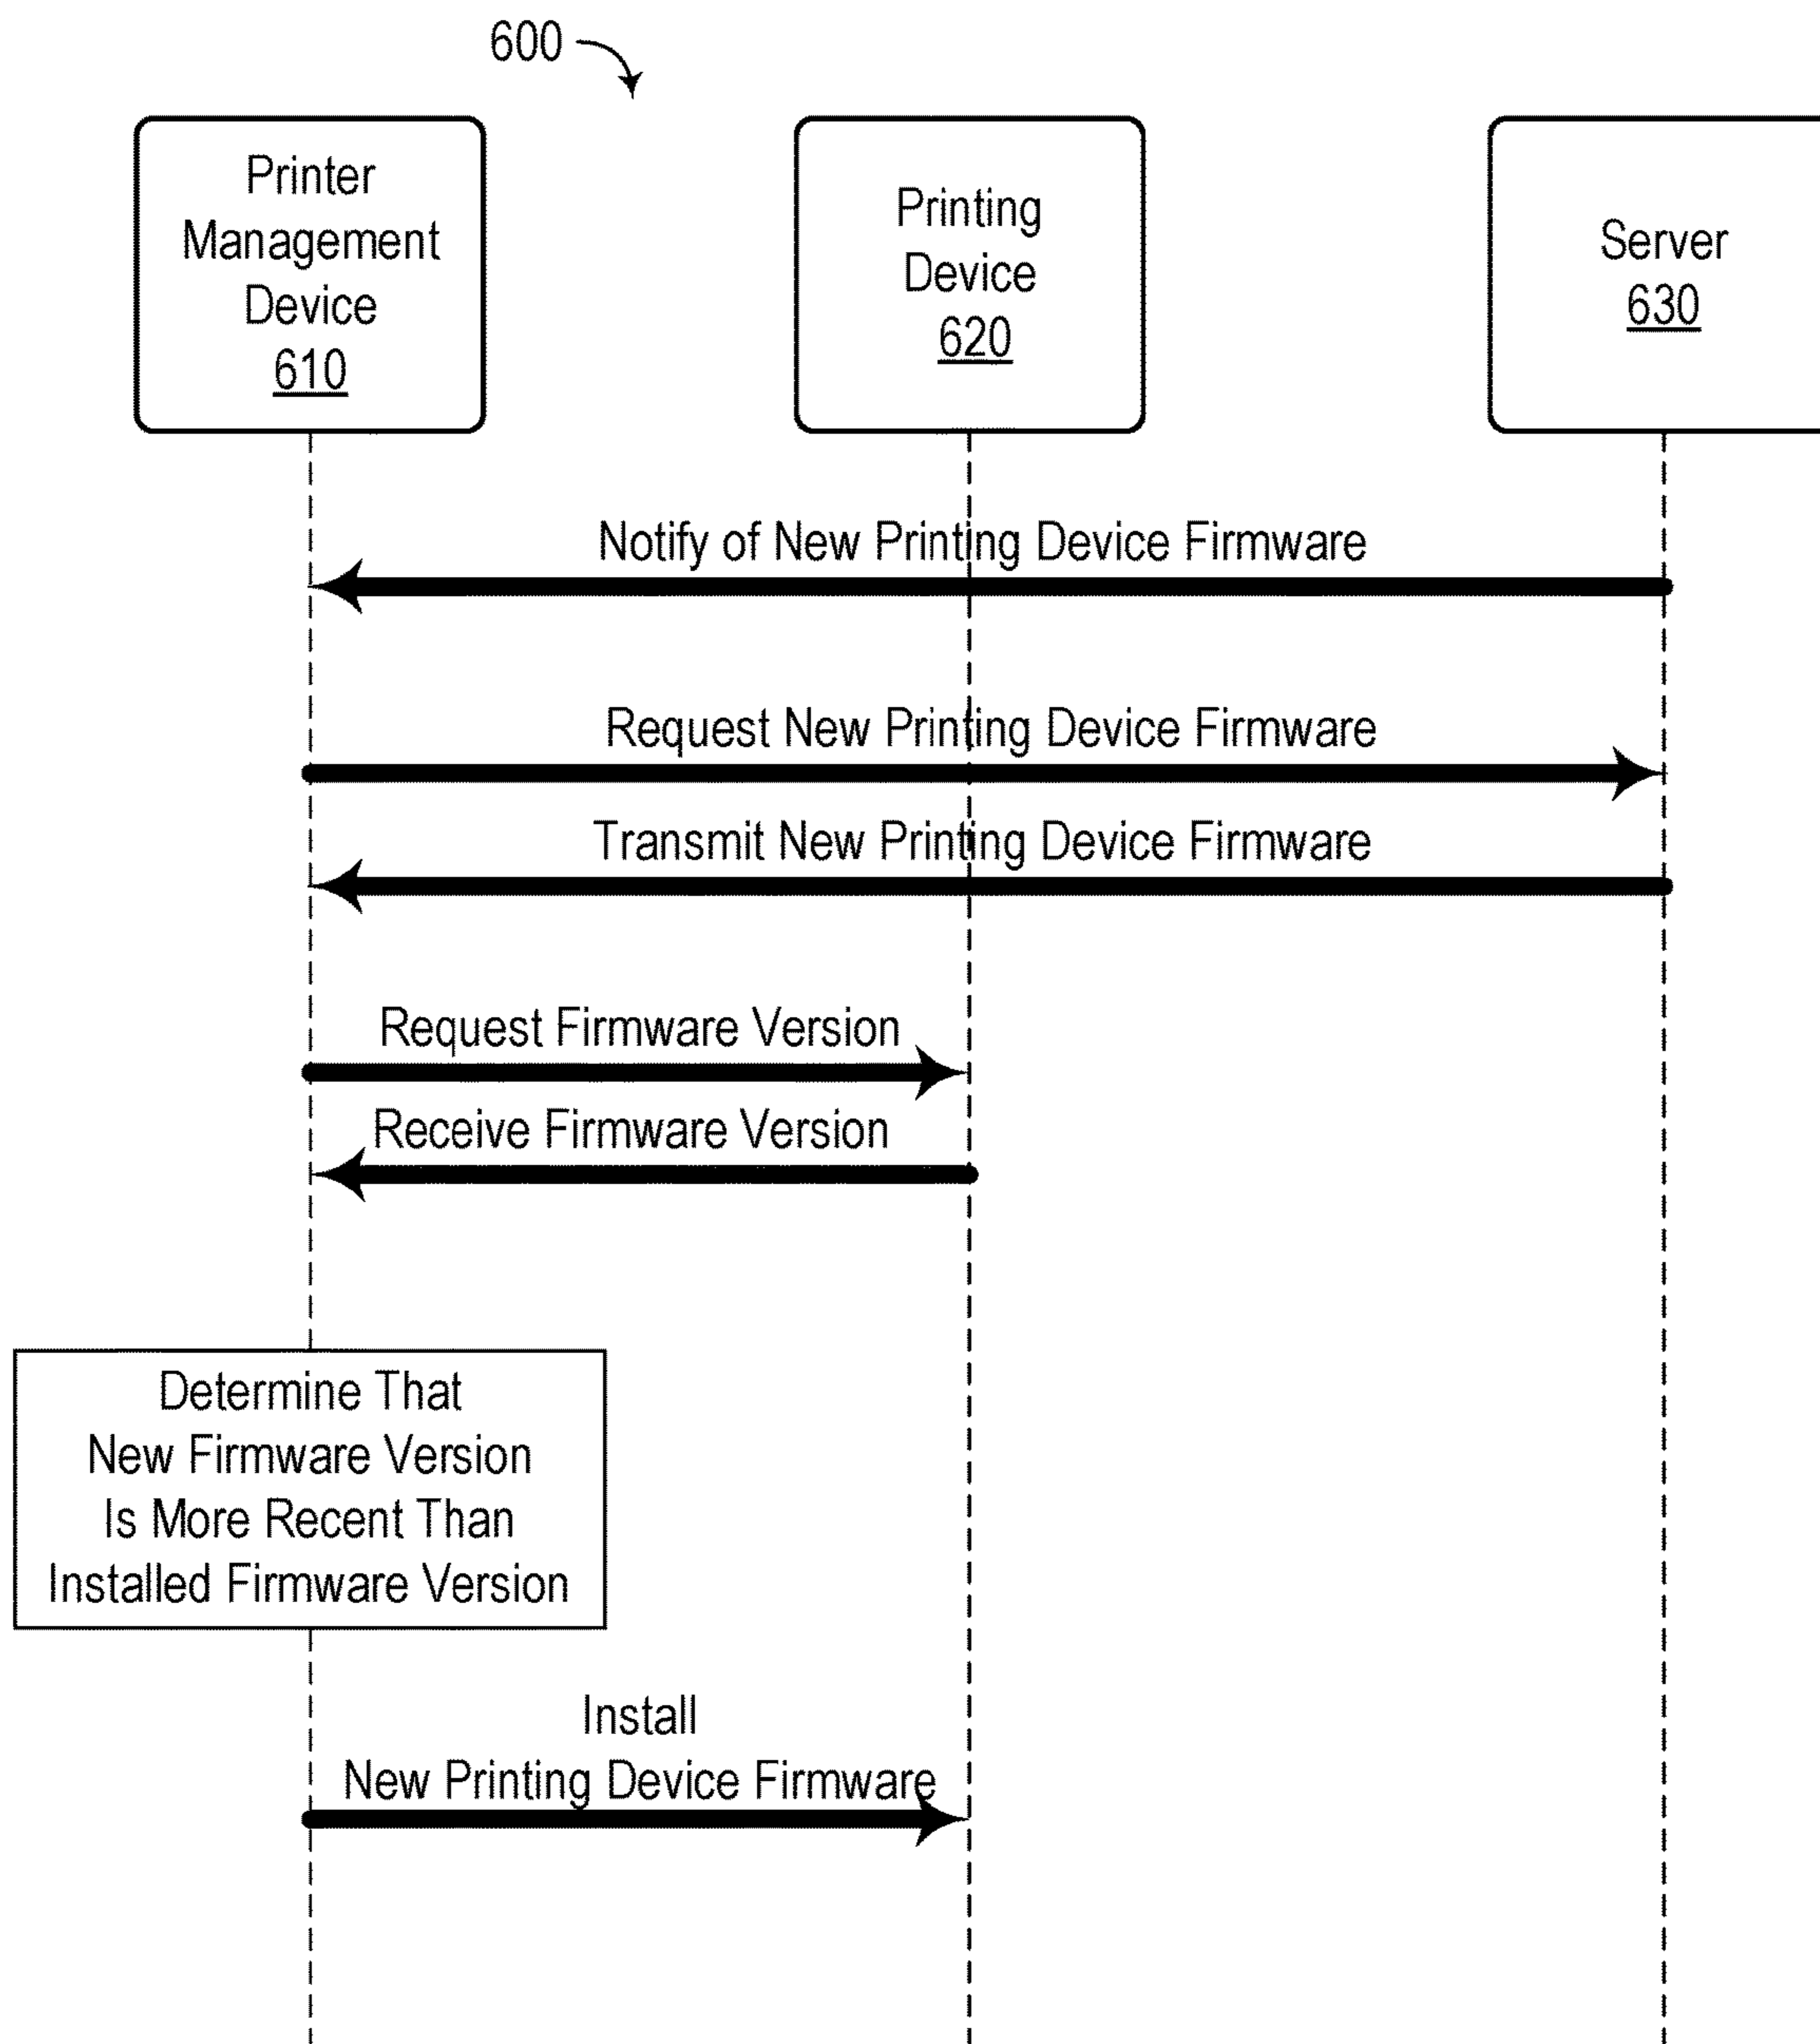 600
Printer
Management
Device
610
Printing
Device
620
Server
630
Notify of New Printing Device Firmware
Request New Printing Device Firmware
Transmit New Printing Device Firmware
Request Firmware Version
Receive Firmware Version
Determine That
New Firmware Version
Is More Recent Than
Installed Firmware Version
Install
New Printing Device Firmware